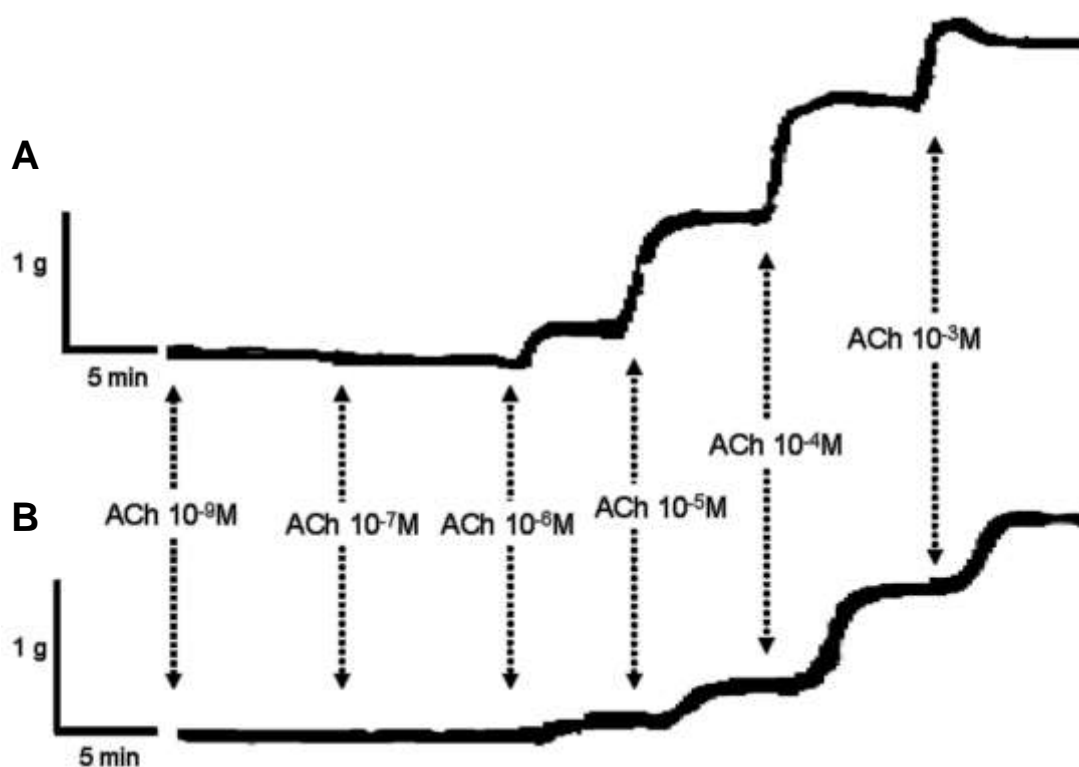 A
1 g
5 min
ACh 10⁻³M
ACh 10⁻⁴M
B
ACh 10⁻⁹M
ACh 10⁻⁷M
ACh 10⁻⁶M
ACh 10⁻⁵M
1 g
5 min